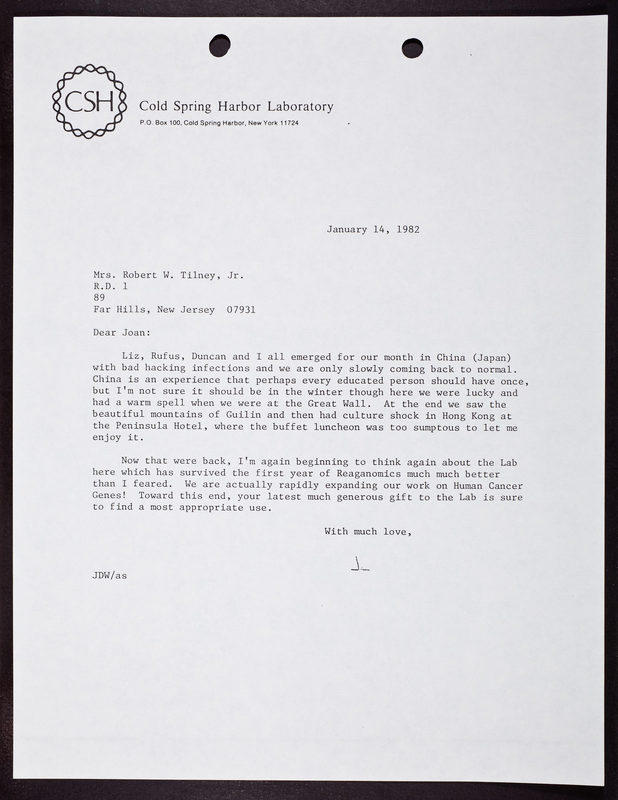 CSH
Cold Spring Harbor Laboratory
P.O. Box 100, Cold Spring Harbor, New York 11724
January 14, 1982
Mrs. Robert W. Tilney, Jr.
R.D. 1
89
Far Hills, New Jersey 07931
Dear Joan:
Liz, Rufus, Duncan and I all emerged for our month in China (Japan)
with bad hacking infections and we are only slowly coming back to normal.
China is an experience that perhaps every educated person should have once,
but I'm not sure it should be in the winter though here we were lucky and
had a warm spell when we were at the Great Wall. At the end we saw the
beautiful mountains of Guilin and then had culture shock in Hong Kong at
the Peninsula Hotel, where the buffet luncheon was too sumptous to let me
enjoy it.
Now that were back, I'm again beginning to think again about the Lab
here which has survived the first year of Reaganomics much much better
than I feared. We are actually rapidly expanding our work on Human Cancer
Genes! Toward this end, your latest much generous gift to the Lab is sure
to find a most appropriate use.
With much love,
JDW/as